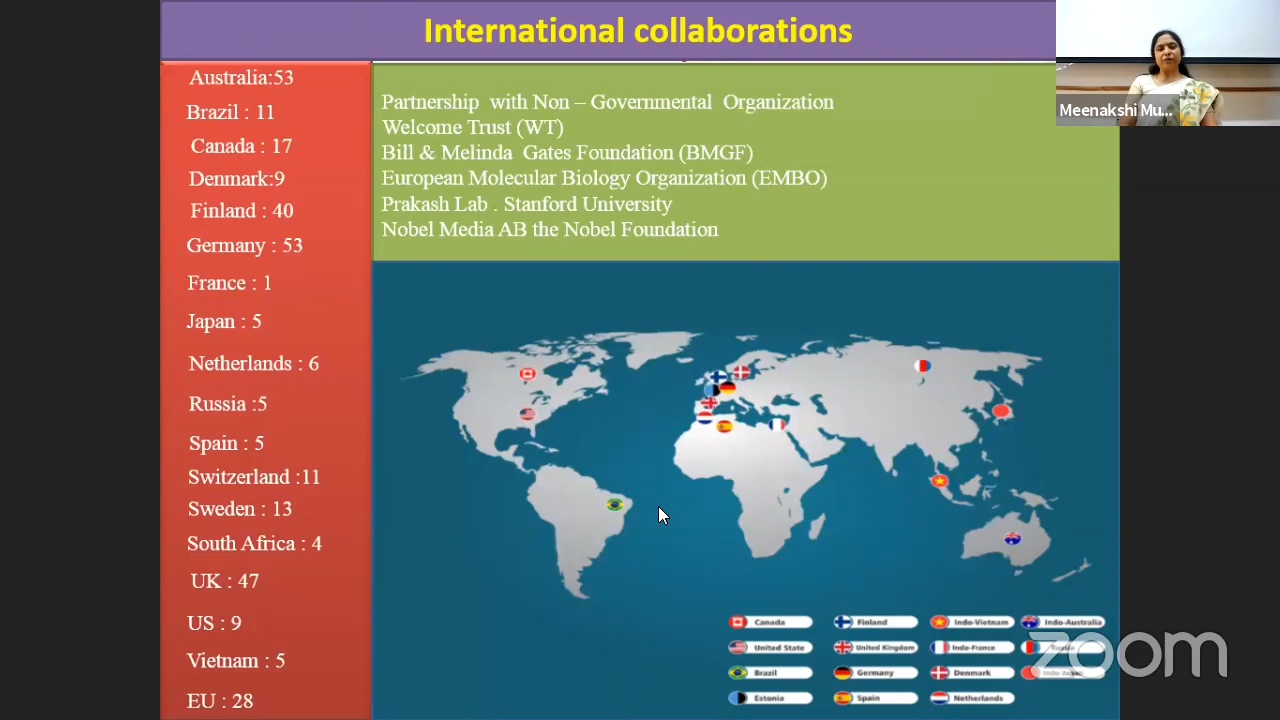 International collaborations
Australia:53
Brazil : 11
Canada : 17
Denmark:9
Finland : 40
Germany : 53
France : 1
Japan : 5
Netherlands : 6
Russia :5
Spain : 5
Switzerland :11
Sweden : 13
South Africa : 4
UK : 47
US : 9
Vietnam : 5
EU : 28
Partnership with Non – Governmental Organization
Welcome Trust (WT)
Bill & Melinda Gates Foundation (BMGF)
European Molecular Biology Organization (EMBO)
Prakash Lab . Stanford University
Nobel Media AB the Nobel Foundation
Meenakshi Mu...
Canada
Finland
Indo-Vietnam
Indo-Australia
United State
United Kingdom
Indo-France
Russia
Brazil
Germany
Denmark
Indo-Japan
Estonia
Spain
Netherlands
zoom